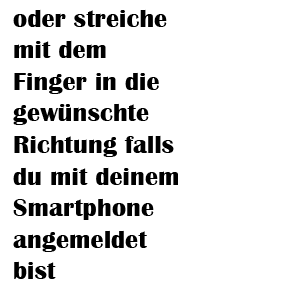 oder streiche
mit dem
Finger in die
gewünschte
Richtung falls
du mit deinem
Smartphone
angemeldet
bist